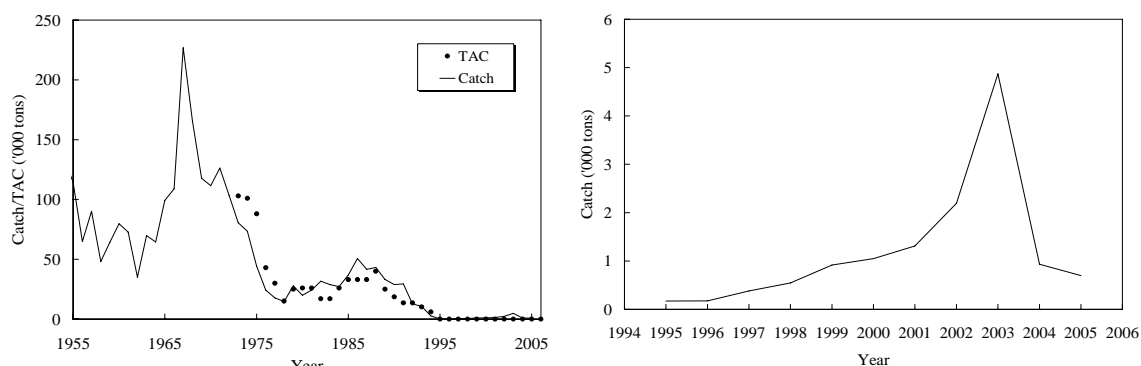 250
200
150
100
50
0
Catch/TAC ('000 tons)
TAC
Catch
1955 1965 1975 1985 1995 2005
Year
6
5
4
3
2
1
0
Catch ('000 tons)
1994 1995 1996 1997 1998 1999 2000 2001 2002 2003 2004 2005 2006
Year